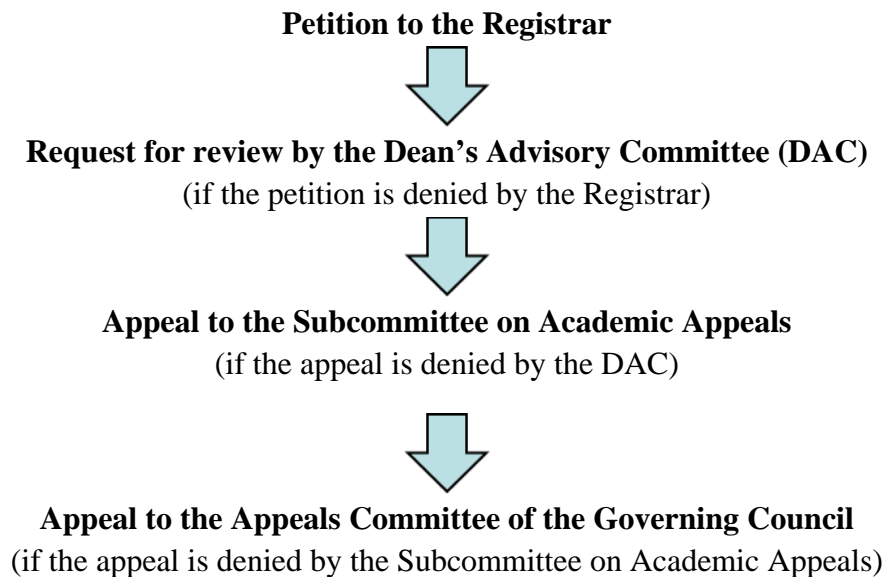 Petition to the Registrar
Request for review by the Dean’s Advisory Committee (DAC)
(if the petition is denied by the Registrar)
Appeal to the Subcommittee on Academic Appeals
(if the appeal is denied by the DAC)
Appeal to the Appeals Committee of the Governing Council
(if the appeal is denied by the Subcommittee on Academic Appeals)